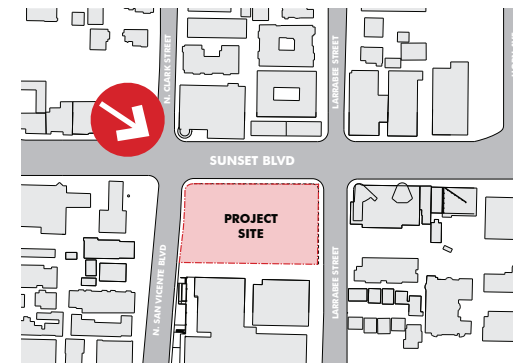 N. CLARK STREET
LARRABEE STREET
SUNSET BLVD
PROJECT
SITE
N. SAN VICENTE BLVD
LARRABEE STREET